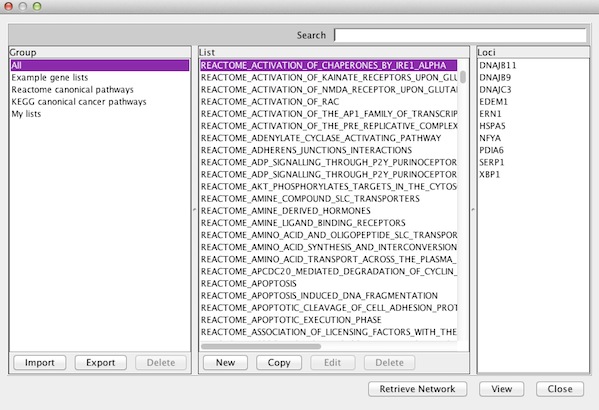 Search
Group
All
Example gene lists
Reactome canonical pathways
KEGG canonical cancer pathways
My lists
Import
Export
Delete
List
REACTOME_ACTIVATION_OF_CHAPERONES_BY_IRE1_ALPHA
REACTOME_ACTIVATION_OF_KAINATE_RECEPTORS_UPON_GLU
REACTOME_ACTIVATION_OF_NMDA_RECEPTOR_UPON_GLUTA
REACTOME_ACTIVATION_OF_RAC
REACTOME_ACTIVATION_OF_THE_AP1_FAMILY_OF_TRANSCRIP
REACTOME_ACTIVATION_OF_THE_PRE_REPLICATIVE_COMPLEX
REACTOME_ADENYLATE_CYCLASE_ACTIVATING_PATHWAY
REACTOME_ADHERENS_JUNCTIONS_INTERACTIONS
REACTOME_ADP_SIGNALLING_THROUGH_P2Y_PURINOCEPTOR
REACTOME_ADP_SIGNALLING_THROUGH_P2Y_PURINOCEPTOR
REACTOME_AKT_PHOSPHORYLATES_TARGETS_IN_THE_CYTOS
REACTOME_AMINE_COMPOUND_SLC_TRANSPORTERS
REACTOME_AMINE_DERIVED_HORMONES
REACTOME_AMINE_LIGAND_BINDING_RECEPTORS
REACTOME_AMINO_ACID_AND_OLIGOPEPTIDE_SLC_TRANSPOR
REACTOME_AMINO_ACID_SYNTHESIS_AND_INTERCONVERSION
REACTOME_AMINO_ACID_TRANSPORT_ACROSS_THE_PLASMA_
REACTOME_APCDC20_MEDIATED_DEGRADATION_OF_CYCLIN_
REACTOME_APOPTOSIS
REACTOME_APOPTOSIS_INDUCED_DNA_FRAGMENTATION
REACTOME_APOPTOTIC_CLEAVAGE_OF_CELL_ADHESION_PROT
REACTOME_APOPTOTIC_EXECUTION_PHASE
REACTOME_ASSOCIATION_OF_LICENSING_FACTORS_WITH_THE
New
Copy
Edit
Delete
Loci
DNAJB11
DNAJB9
DNAJC3
EDEM1
ERN1
HSPA5
NFYA
PDIA6
SERP1
XBP1
Retrieve Network
View
Close